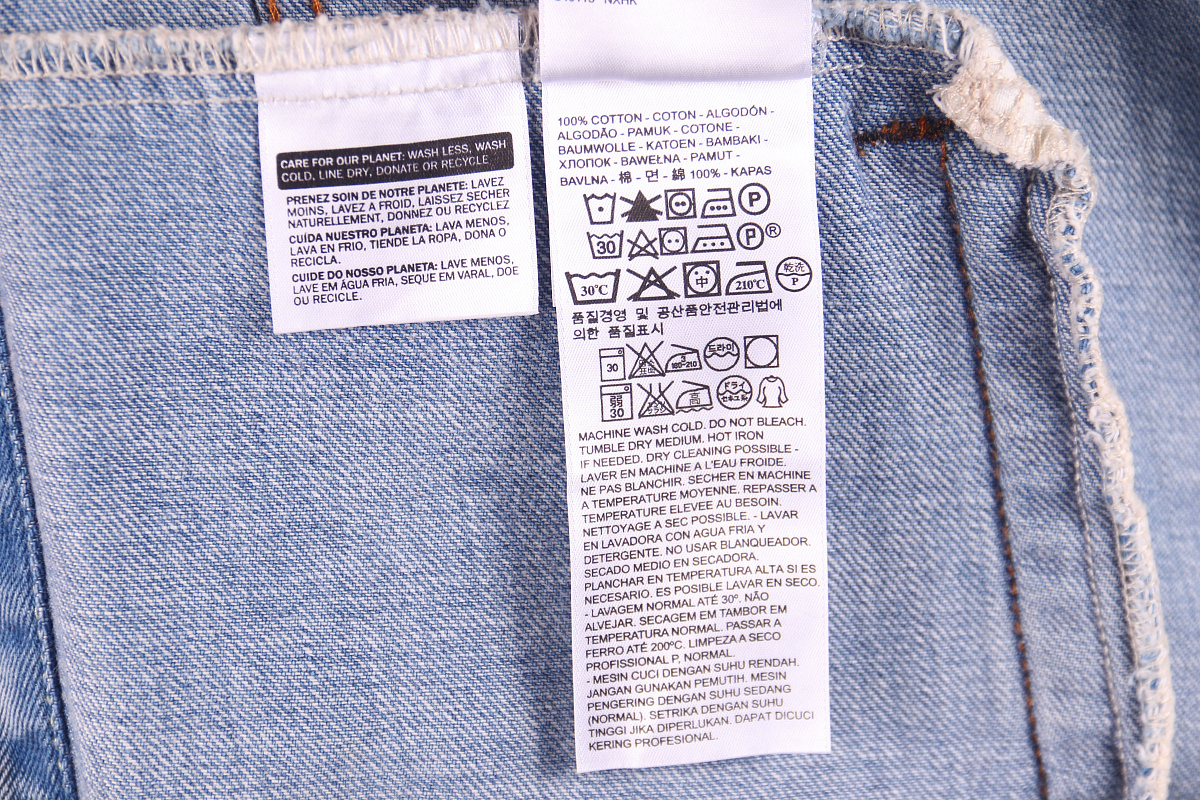 CARE FOR OUR PLANET: WASH LESS, WASH
COLD, LINE DRY, DONATE OR RECYCLE
PRENEZ SOIN DE NOTRE PLANETE: LAVEZ
MOINS, LAVEZ A FROID, LAISSEZ SECHER
NATURELLEMENT, DONNEZ OU RECYCLEZ
CUÍDA NUESTRO PLANETA: LAVA MENOS,
LAVA EN FRIO, TIENDE LA ROPA, DONA O
RECICLA.
CUIDE DO NOSSO PLANETA: LAVE MENOS,
LAVE EM ÁGUA FRIA, SEQUE EM VARAL, DOE
OU RECICLE.
100% COTTON - COTON - ALGODÓN -
ALGODÃO - PAMUK - COTONE -
BAUMWOLLE - KATOEN - BAMBAKI -
ХЛОПОК - BAWEŁNA - PAMUT -
BAVLNA - 棉 - 면 - 綿 100% - KAPAS
P
30 P ®
30°C 中 210°C 乾洗 P
품질경영 및 공산품안전관리법에
의한 품질표시
30 3 180~210 드라이
弱 30 高 ドライ
MACHINE WASH COLD. DO NOT BLEACH.
TUMBLE DRY MEDIUM. HOT IRON
IF NEEDED. DRY CLEANING POSSIBLE -
LAVER EN MACHINE A L'EAU FROIDE.
NE PAS BLANCHIR. SECHER EN MACHINE
A TEMPERATURE MOYENNE. REPASSER A
TEMPERATURE ELEVEE AU BESOIN.
NETTOYAGE A SEC POSSIBLE. - LAVAR
EN LAVADORA CON AGUA FRIA Y
DETERGENTE. NO USAR BLANQUEADOR.
SECADO MEDIO EN SECADORA.
PLANCHAR EN TEMPERATURA ALTA SI ES
NECESARIO. ES POSIBLE LAVAR EN SECO.
- LAVAGEM NORMAL ATÉ 30º. NÃO
ALVEJAR. SECAGEM EM TAMBOR EM
TEMPERATURA NORMAL. PASSAR A
FERRO ATÉ 200ºC. LIMPEZA A SECO
PROFISSIONAL P, NORMAL.
- MESIN CUCI DENGAN SUHU RENDAH.
JANGAN GUNAKAN PEMUTIH. MESIN
PENGERING DENGAN SUHU SEDANG
(NORMAL). SETRIKA DENGAN SUHU
TINGGI JIKA DIPERLUKAN. DAPAT DICUCI
KERING PROFESIONAL.